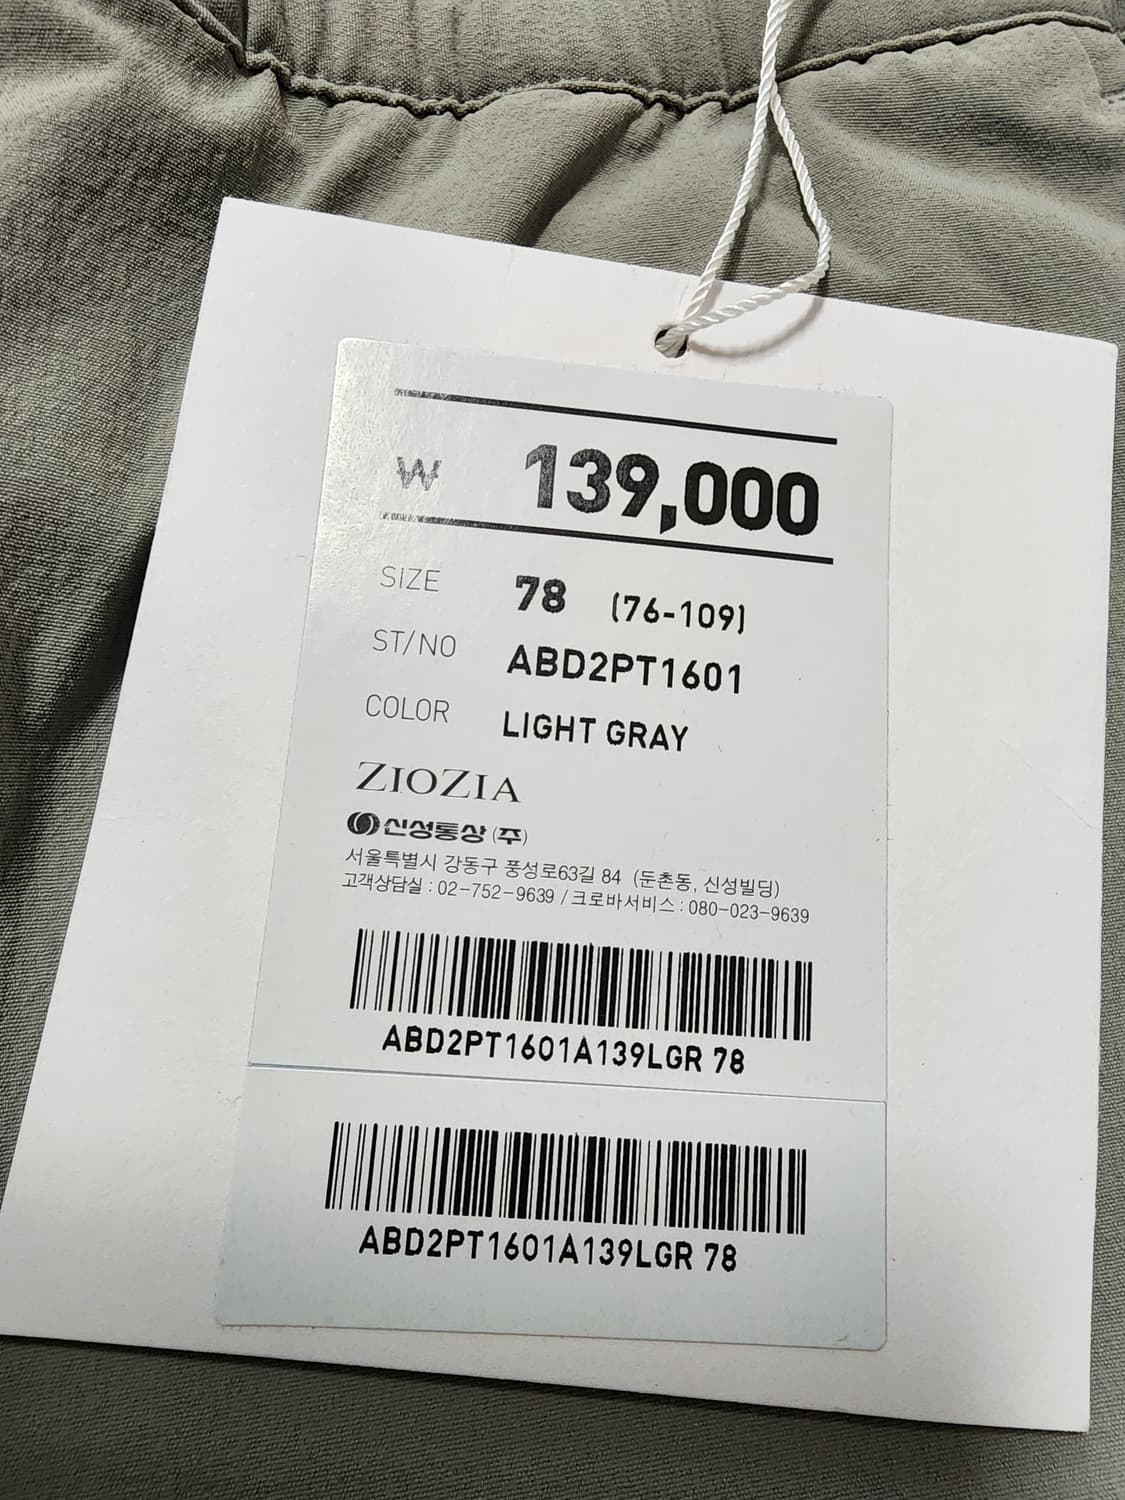 ₩ 139,000
SIZE 78 (76-109)
ST/NO ABD2PT1601
COLOR LIGHT GRAY
ZIOZIA
신성통상(주)
서울특별시 강동구 풍성로63길 84 (둔촌동, 신성빌딩)
고객상담실 : 02-752-9639 / 크로바서비스 : 080-023-9639
ABD2PT1601A139LGR 78
ABD2PT1601A139LGR 78